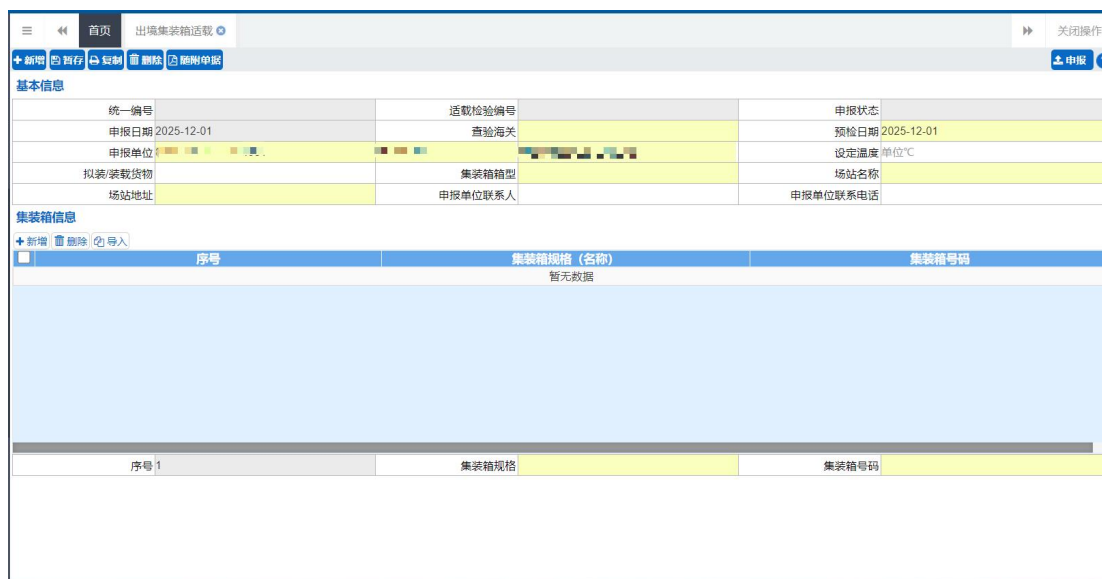 首页 出境集装箱适载 关闭操作
新增 暂存 复制 删除 随附单据 申报
基本信息
统一编号 适载检验编号 申报状态
申报日期 2025-12-01 查验海关 预检日期 2025-12-01
申报单位 设定温度 单位℃
拟装/装载货物 集装箱箱型 场站名称
场站地址 申报单位联系人 申报单位联系电话
集装箱信息
新增 删除 导入
序号 集装箱规格（名称） 集装箱号码
暂无数据
序号 1 集装箱规格 集装箱号码